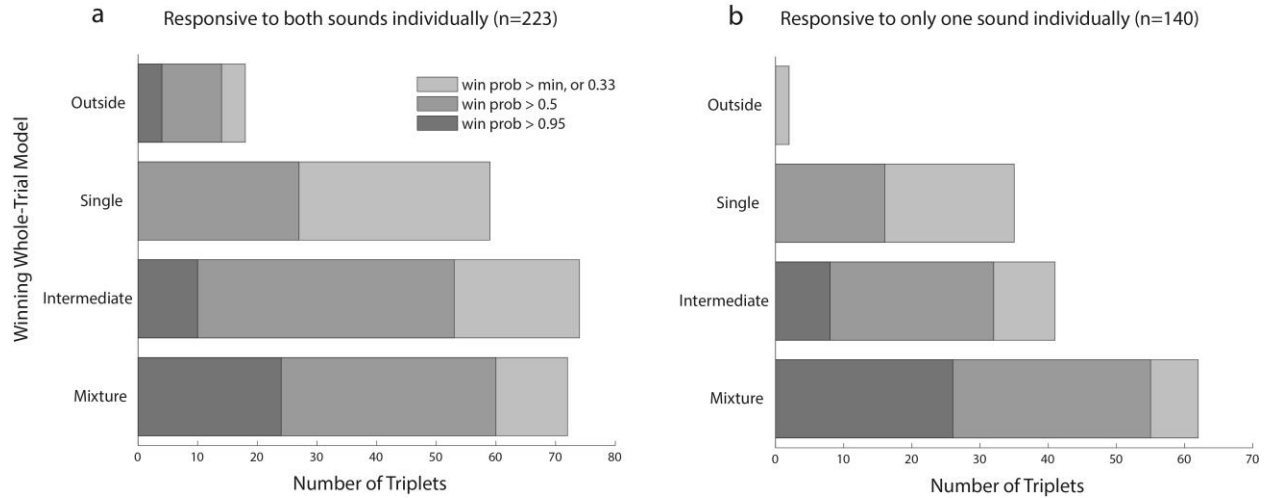 a Responsive to both sounds individually (n=223)
Winning Whole-Trial Model
Outside
Single
Intermediate
Mixture
win prob > min, or 0.33
win prob > 0.5
win prob > 0.95
0 10 20 30 40 50 60 70 80
Number of Triplets
b Responsive to only one sound individually (n=140)
Outside
Single
Intermediate
Mixture
0 10 20 30 40 50 60 70
Number of Triplets